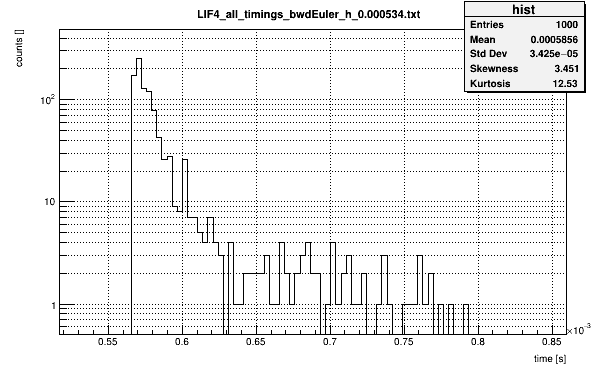 LIF4_all_timings_bwdEuler_h_0.000534.txt
hist
Entries 1000
Mean 0.0005856
Std Dev 3.425e−05
Skewness 3.451
Kurtosis 12.53
counts []
10²
10
1
0.55 0.6 0.65 0.7 0.75 0.8 0.85
×10⁻³
time [s]